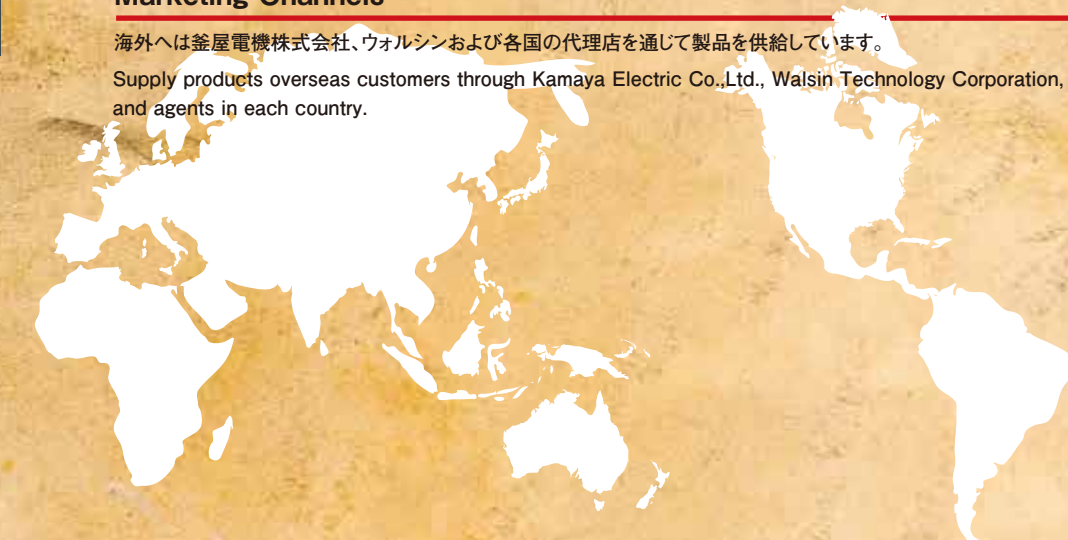 Marketing Channels
海外へは釜屋電機株式会社、ウォルシンおよび各国の代理店を通じて製品を供給しています。
Supply products overseas customers through Kamaya Electric Co.,Ltd., Walsin Technology Corporation,
and agents in each country.